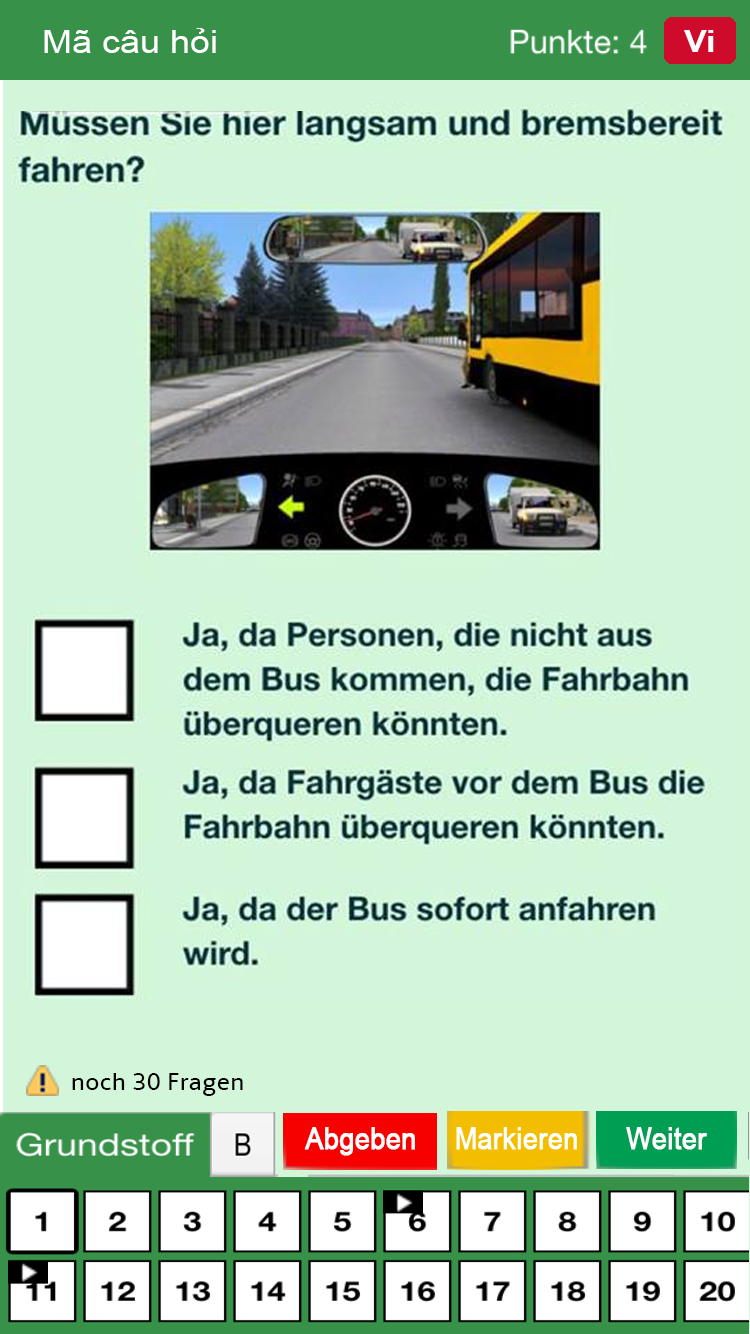 Mã câu hỏi
Punkte: 4
Vi
Müssen Sie hier langsam und bremsbereit
fahren?
Ja, da Personen, die nicht aus
dem Bus kommen, die Fahrbahn
überqueren könnten.
Ja, da Fahrgäste vor dem Bus die
Fahrbahn überqueren könnten.
Ja, da der Bus sofort anfahren
wird.
noch 30 Fragen
Grundstoff
B
Abgeben
Markieren
Weiter
1 2 3 4 5 6 7 8 9 10
11 12 13 14 15 16 17 18 19 20